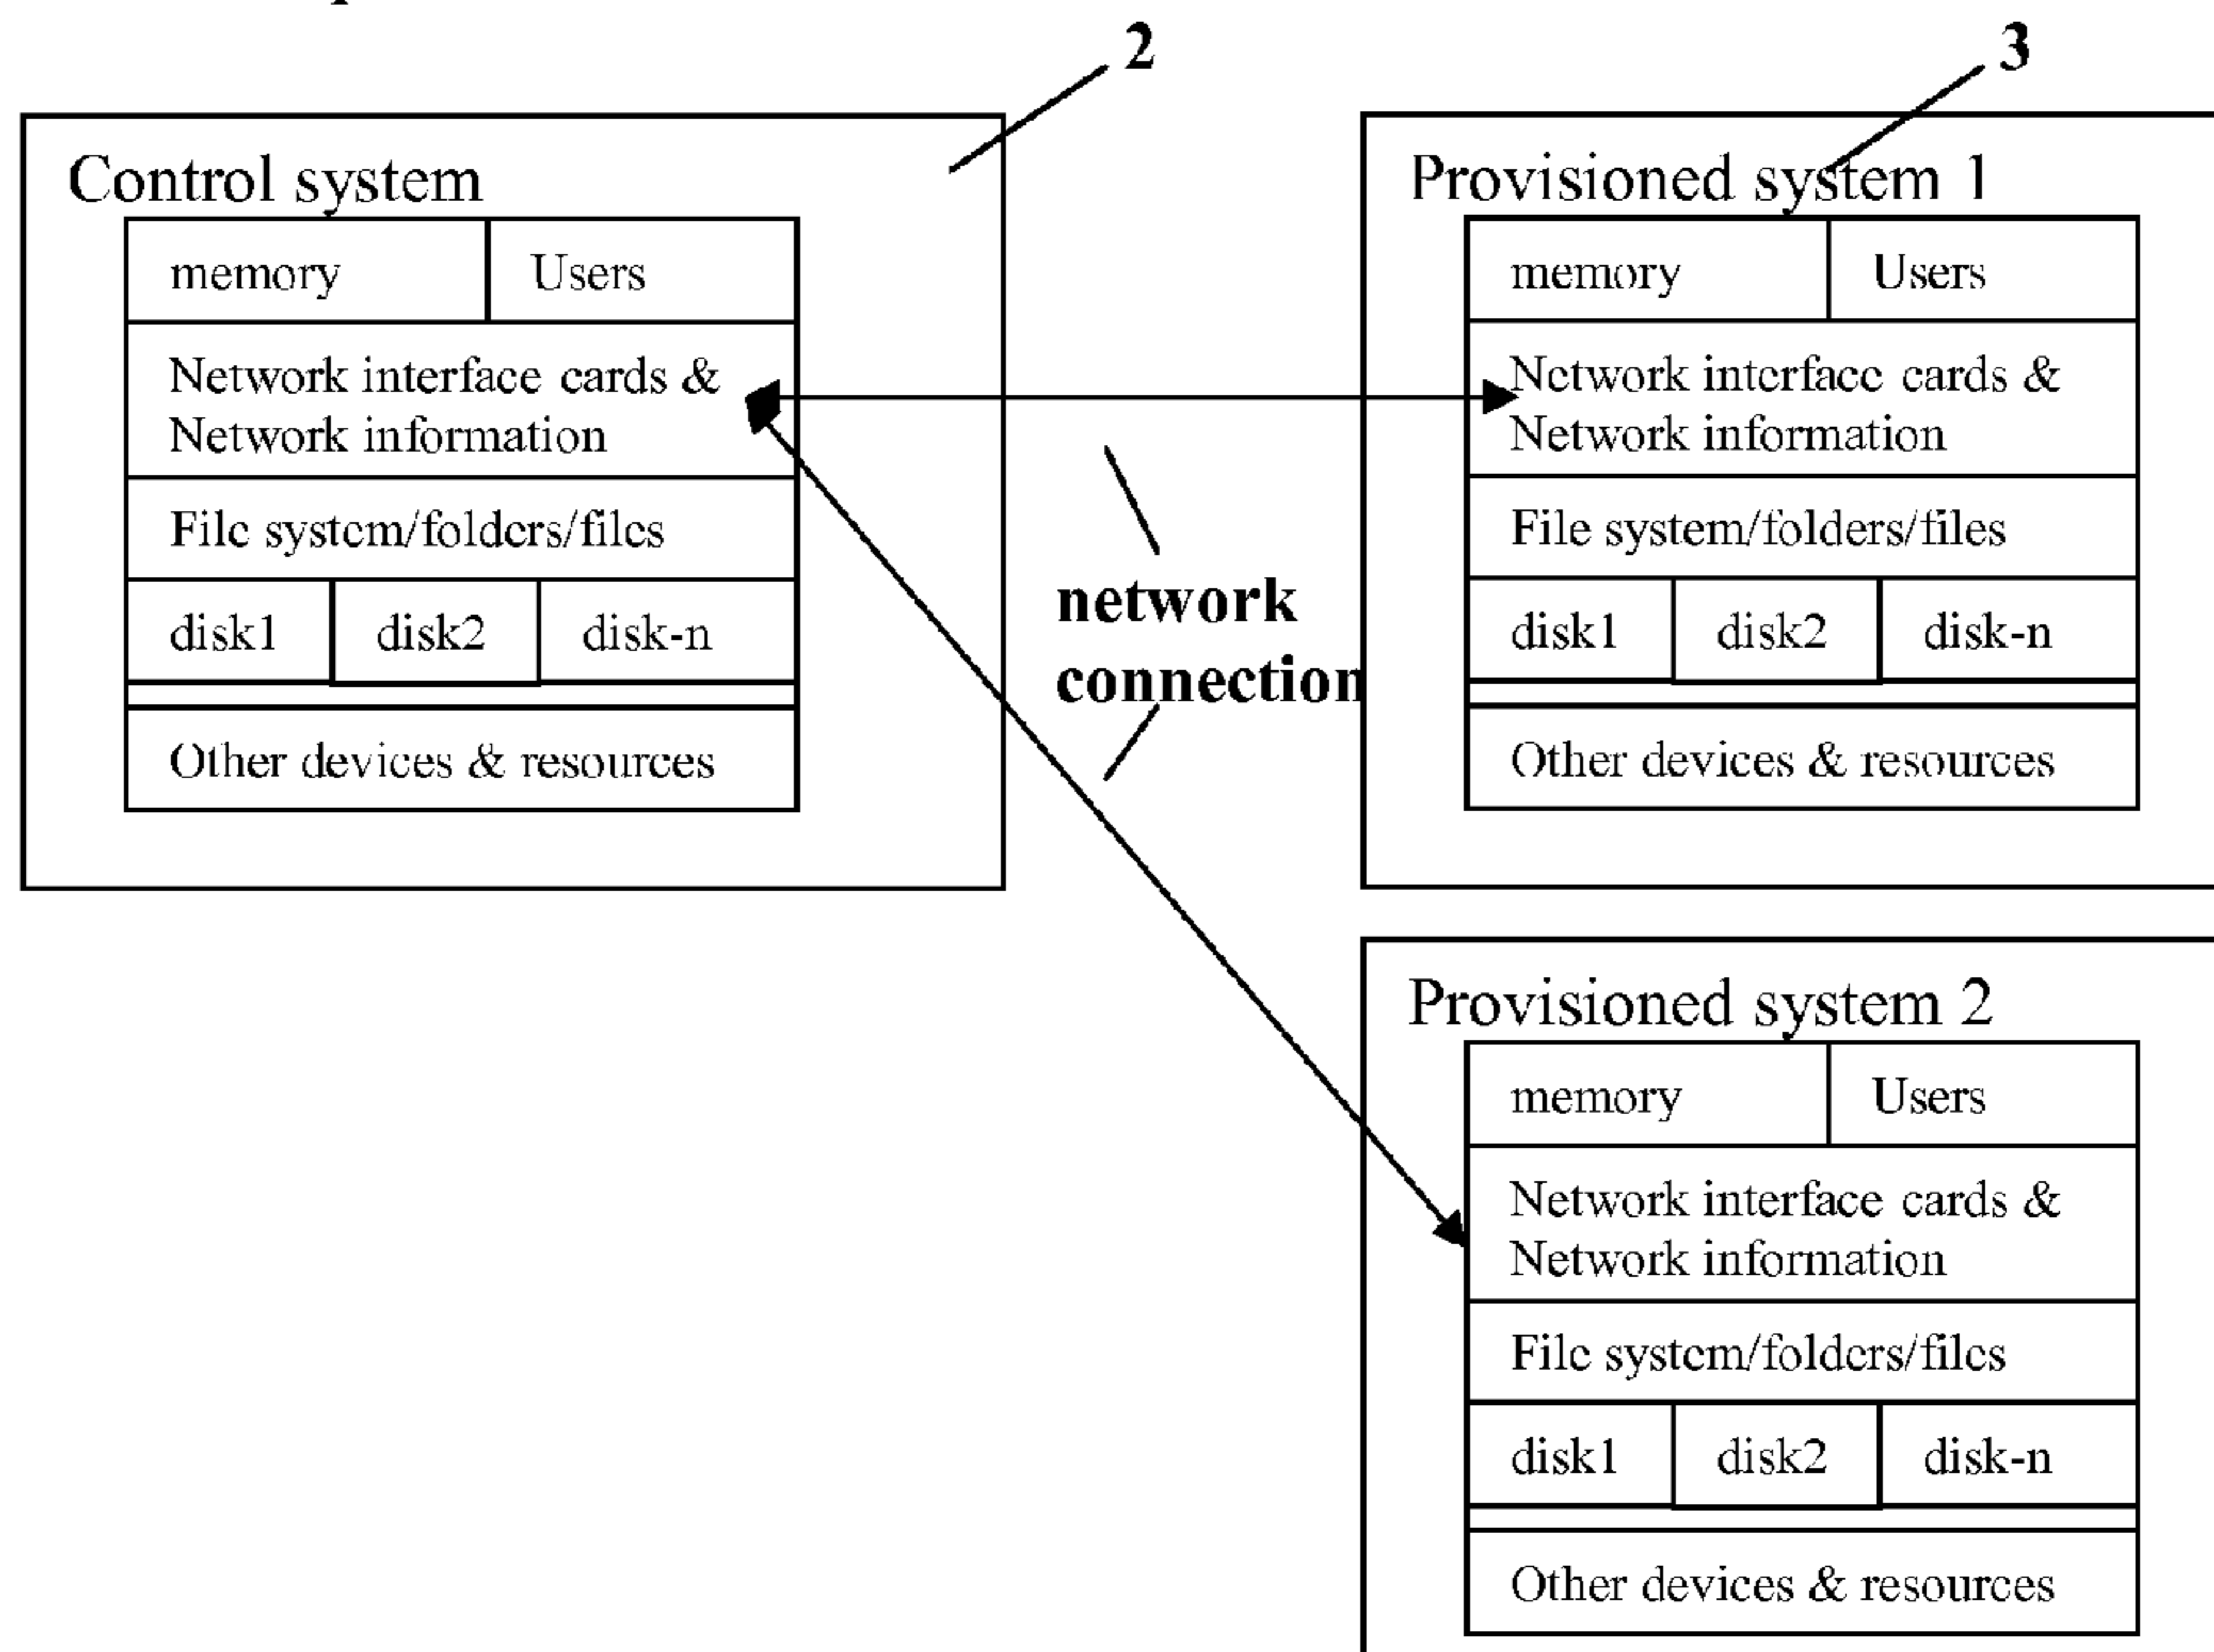 2
3
Control system
memory
Users
Network interface cards &
Network information
File system/folders/files
disk1
disk2
disk-n
Other devices & resources
network
connection
Provisioned system 1
memory
Users
Network interface cards &
Network information
File system/folders/files
disk1
disk2
disk-n
Other devices & resources
Provisioned system 2
memory
Users
Network interface cards &
Network information
File system/folders/files
disk1
disk2
disk-n
Other devices & resources